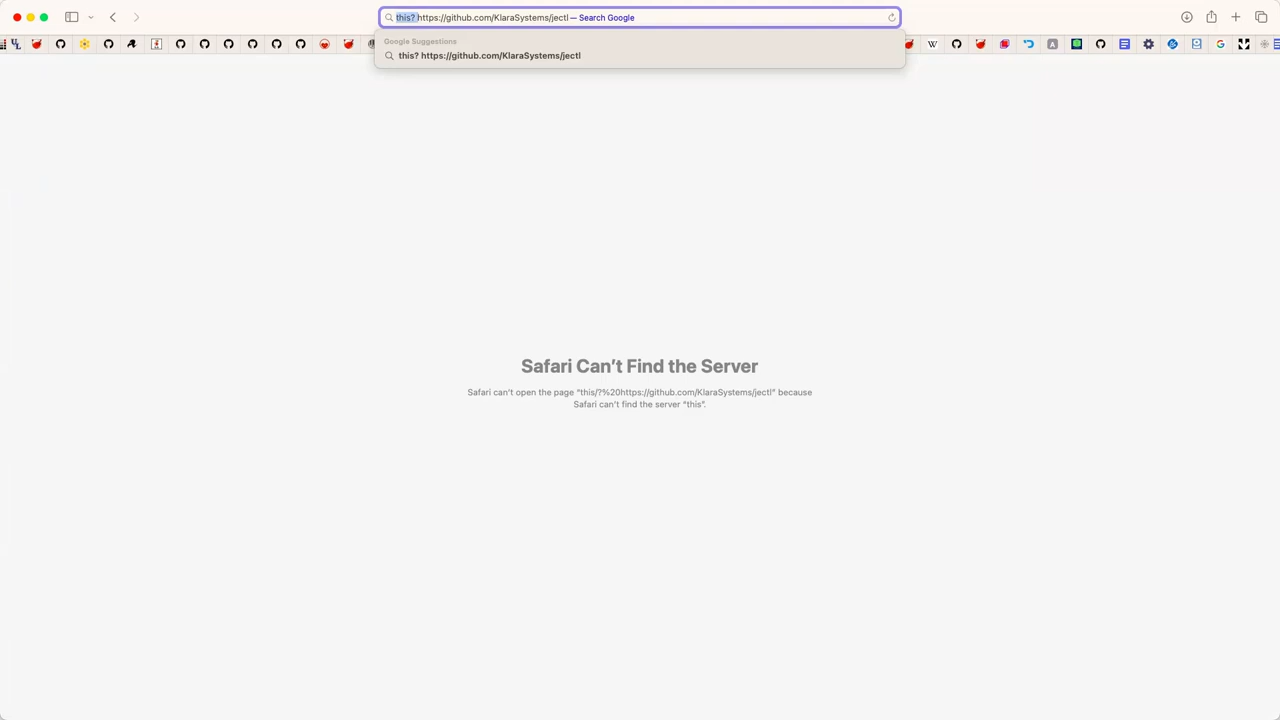 this? https://github.com/KlaraSystems/jectl — Search Google
Google Suggestions
this? https://github.com/KlaraSystems/jectl
Safari Can’t Find the Server
Safari can’t open the page “this/?%20https://github.com/KlaraSystems/jectl” because
Safari can’t find the server “this”.